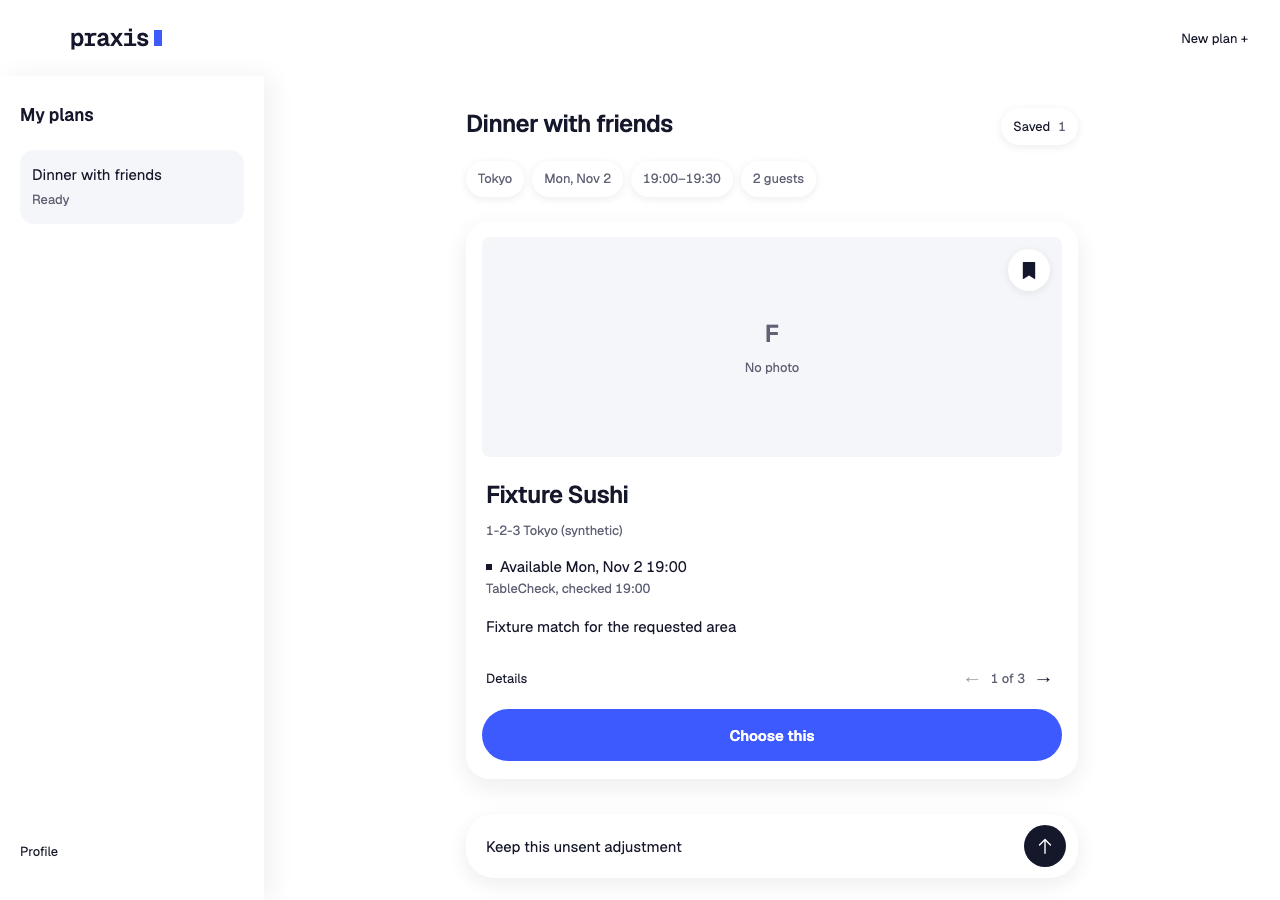 praxis
New plan +
My plans
Dinner with friends
Ready
Profile
Dinner with friends
Saved 1
Tokyo
Mon, Nov 2
19:00–19:30
2 guests
F
No photo
Fixture Sushi
1-2-3 Tokyo (synthetic)
Available Mon, Nov 2 19:00
TableCheck, checked 19:00
Fixture match for the requested area
Details
← 1 of 3 →
Choose this
Keep this unsent adjustment